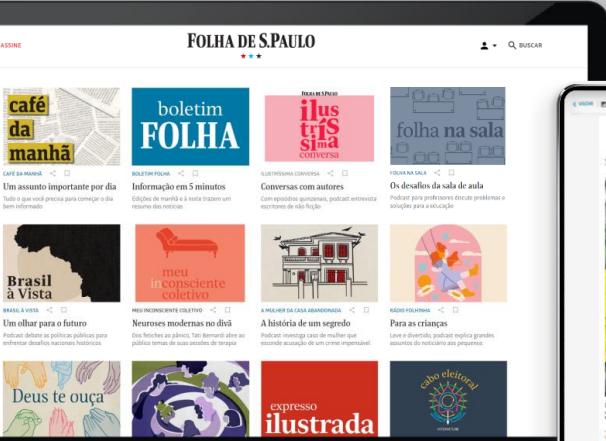 ASSINE
FOLHA DE S.PAULO
BUSCAR
café
da
manhã
boletim
FOLHA
FOLHA DE S.PAULO
ilus
trís
sima
conversa
folha na sala
CAFÉ DA MANHÃ
BOLETIM FOLHA
ILUSTRÍSSIMA CONVERSA
FOLHA NA SALA
Um assunto importante por dia
Informação em 5 minutos
Conversas com autores
Os desafios da sala de aula
Tudo o que você precisa para começar o dia
bem informado
Edições de manhã e à noite trazem um
resumo das notícias
Com episódios quinzenais, podcast entrevista
escritores de não ficção
Podcast para professores discute problemas e
soluções para a educação
Brasil
à Vista
meu
inconsciente
coletivo
BRASIL À VISTA
MEU INCONSCIENTE COLETIVO
A MULHER DA CASA ABANDONADA
RÁDIO FOLHINHA
Um olhar para o futuro
Neuroses modernas no divã
A história de um segredo
Para as crianças
Podcast debate as políticas públicas para
enfrentar desafios nacionais históricos
Dos fetiches ao pânico, Tati Bernardi abre ao
público temas de suas sessões de terapia
Podcast investiga caso de mulher que
esconde acusação de um crime impensável
Leve e divertido, podcast explica grandes
assuntos do noticiário aos pequenos
Deus te ouça
expresso
ilustrada
cabo eleitoral